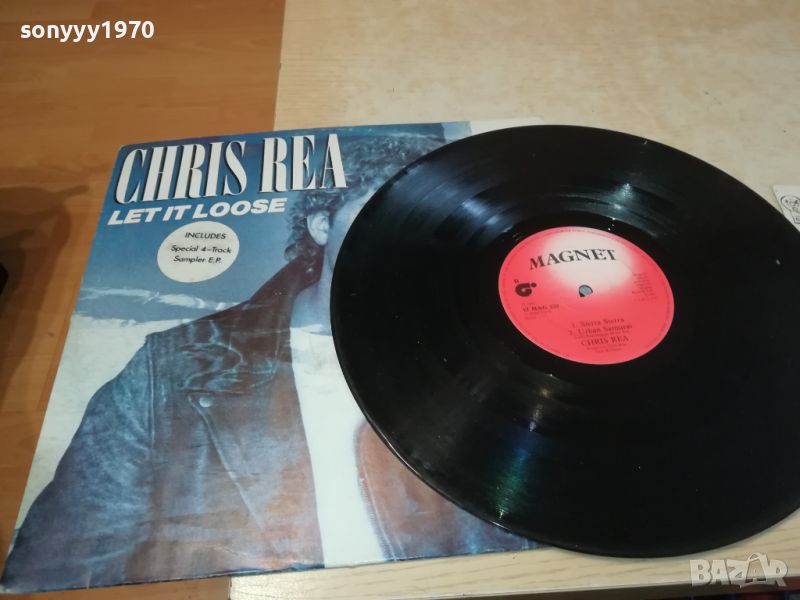 sonyyy1970
CHRIS REA
LET IT LOOSE
INCLUDES
Special 4-Track
Sampler E.P.
MAGNET
1. Sierra Sierra
2. Urban Samurai
CHRIS REA
BAZAR